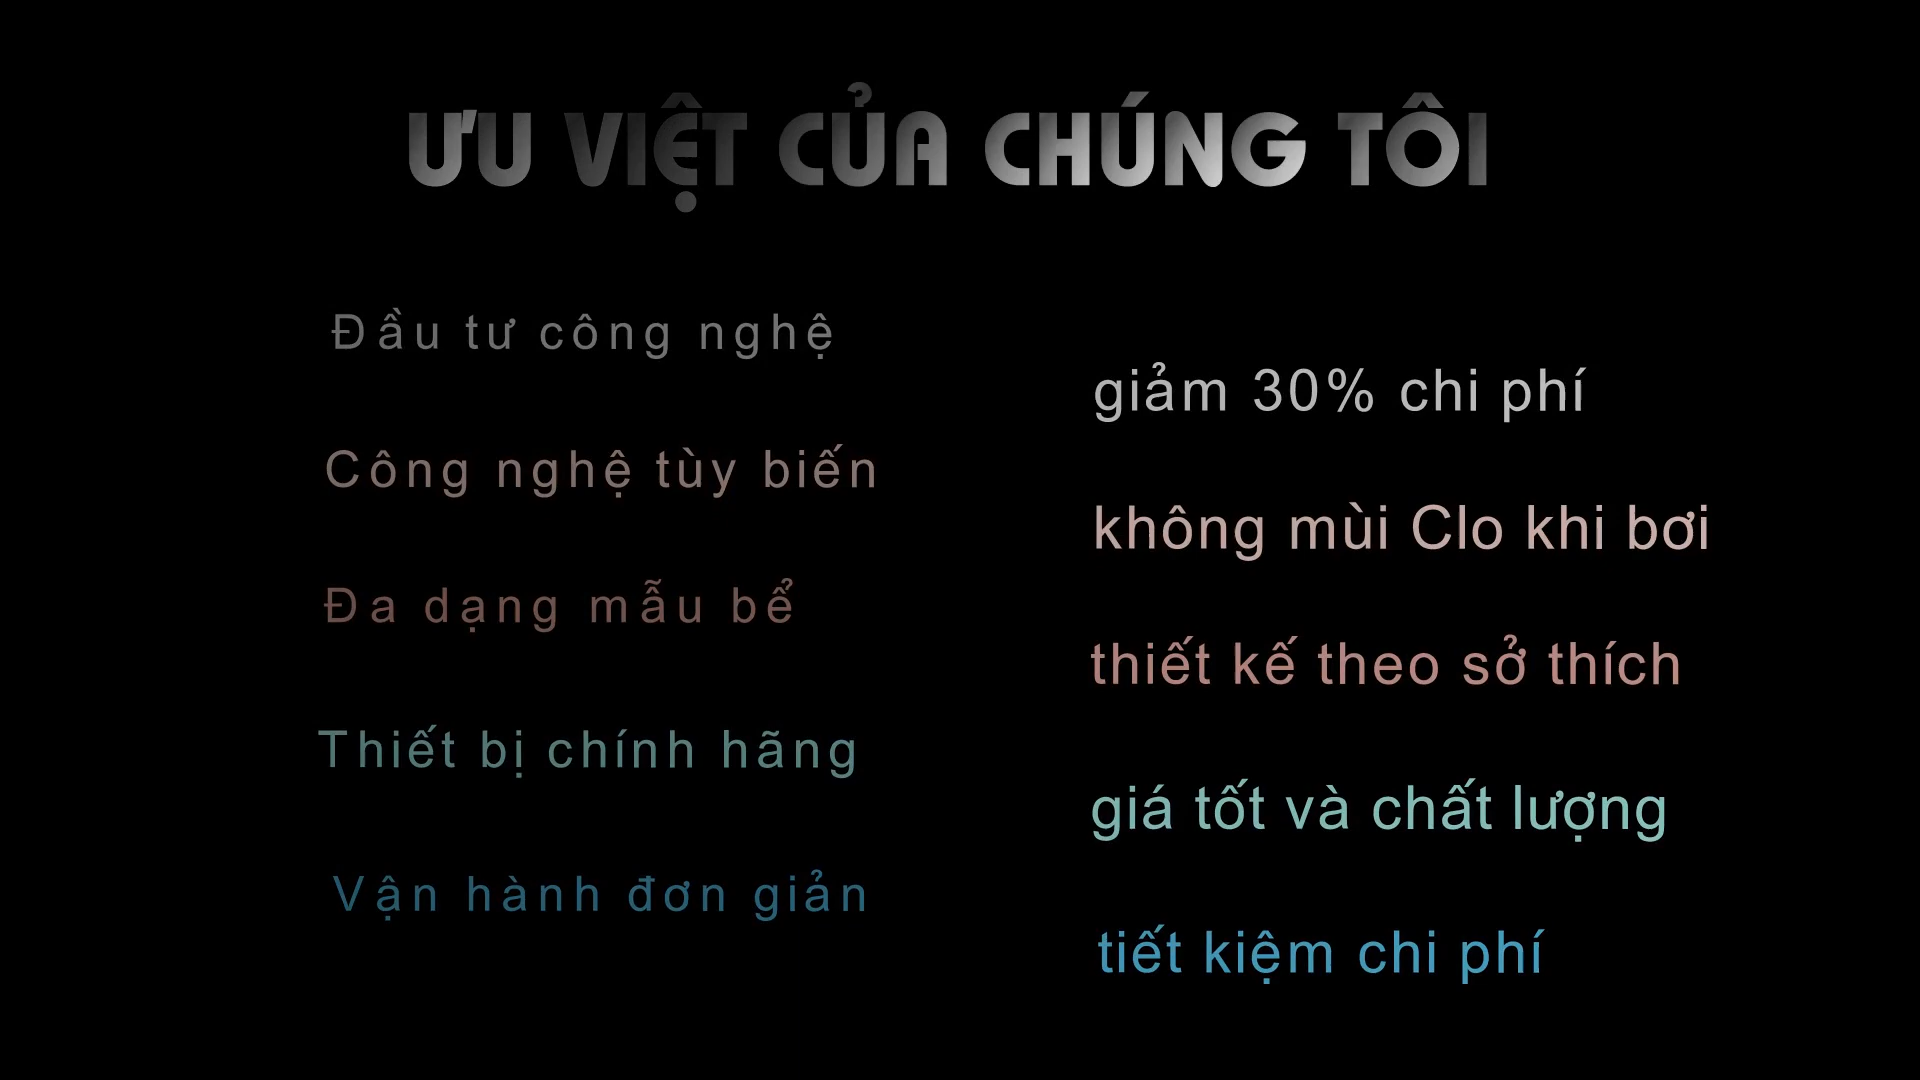 ƯU VIỆT CỦA CHÚNG TÔI
Đầu tư công nghệ
giảm 30% chi phí
Công nghệ tùy biến
không mùi Clo khi bơi
Đa dạng mẫu bể
thiết kế theo sở thích
Thiết bị chính hãng
giá tốt và chất lượng
Vận hành đơn giản
tiết kiệm chi phí